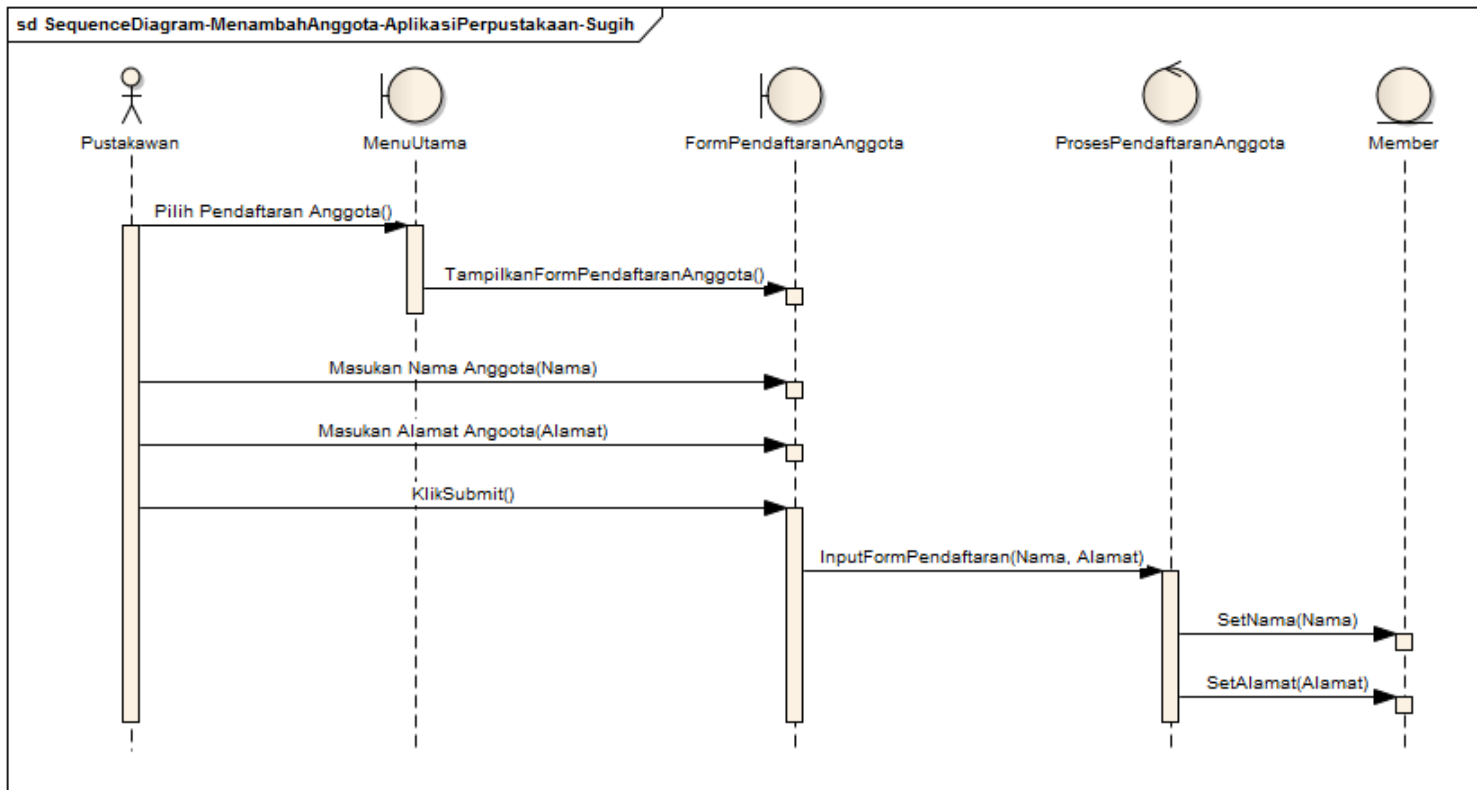 sd SequenceDiagram-MenambahAnggota-AplikasiPerpustakaan-Sugih
Pustakawan
MenuUtama
FormPendaftaranAnggota
ProsesPendaftaranAnggota
Member
Pilih Pendaftaran Anggota()
TampilkanFormPendaftaranAnggota()
Masukan Nama Anggota(Nama)
Masukan Alamat Angoota(Alamat)
KlikSubmit()
InputFormPendaftaran(Nama, Alamat)
SetNama(Nama)
SetAlamat(Alamat)